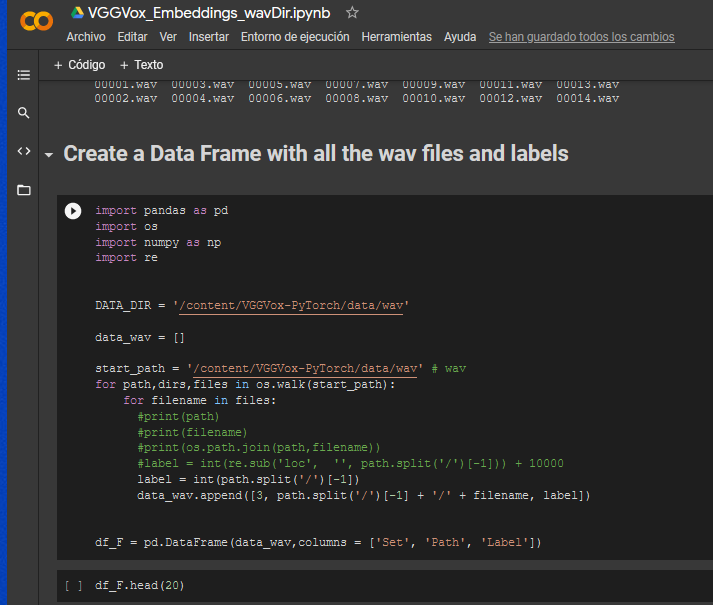 VGGVox_Embeddings_wavDir.ipynb
Archivo Editar Ver Insertar Entorno de ejecución Herramientas Ayuda Se han guardado todos los cambios
+ Código + Texto
00001.wav 00003.wav 00005.wav 00007.wav 00009.wav 00011.wav 00013.wav
00002.wav 00004.wav 00006.wav 00008.wav 00010.wav 00012.wav 00014.wav
Create a Data Frame with all the wav files and labels
import pandas as pd
import os
import numpy as np
import re
DATA_DIR = '/content/VGGVox-PyTorch/data/wav'
data_wav = []
start_path = '/content/VGGVox-PyTorch/data/wav' # wav
for path,dirs,files in os.walk(start_path):
    for filename in files:
      #print(path)
      #print(filename)
      #print(os.path.join(path,filename))
      #label = int(re.sub('loc',  '', path.split('/')[-1])) + 10000
      label = int(path.split('/')[-1])
      data_wav.append([3, path.split('/')[-1] + '/' + filename, label])
df_F = pd.DataFrame(data_wav,columns = ['Set', 'Path', 'Label'])
[ ] df_F.head(20)